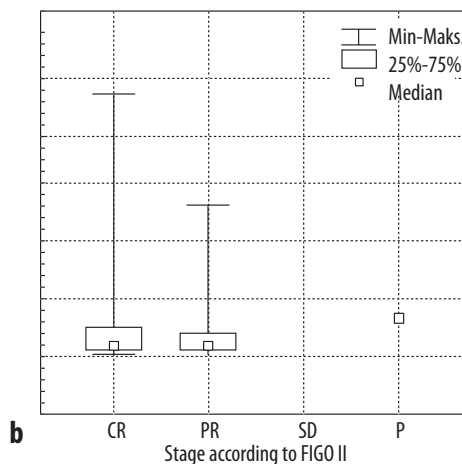 Min-Maks.
25%-75%
Median
b
CR PR SD P
Stage according to FIGO II